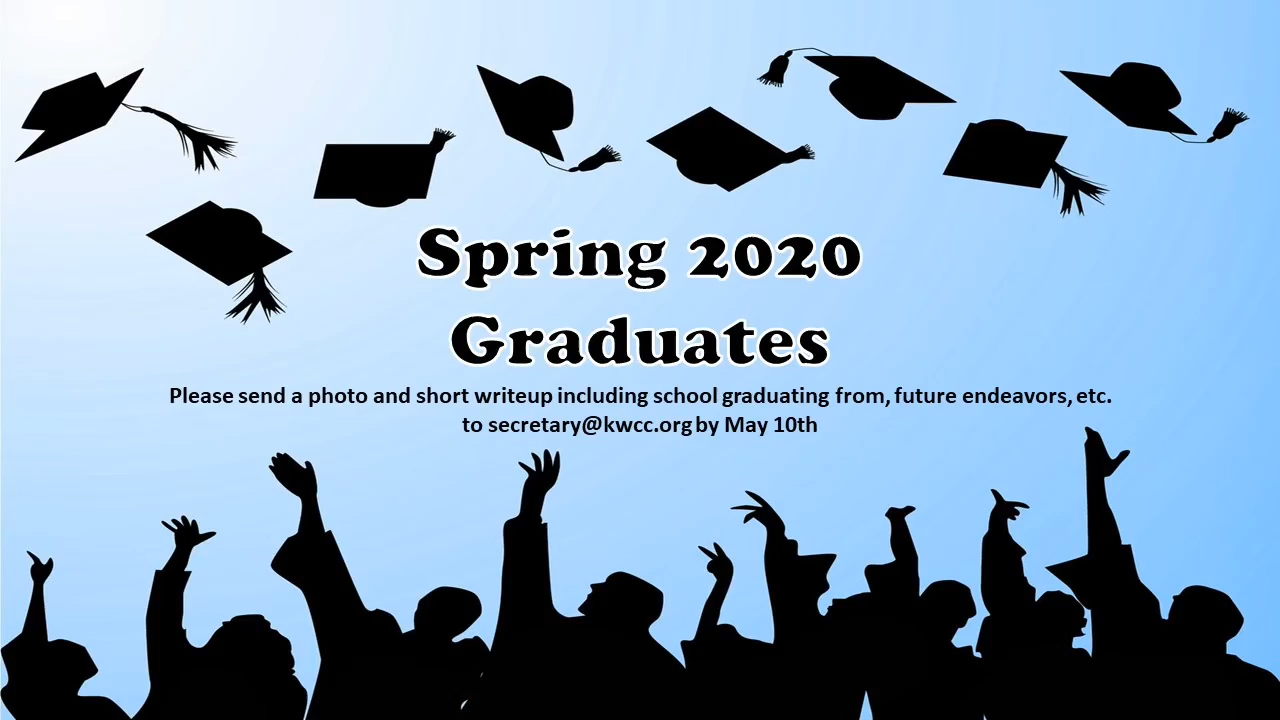 Spring 2020
Graduates
Please send a photo and short writeup including school graduating from, future endeavors, etc.
to secretary@kwcc.org by May 10th